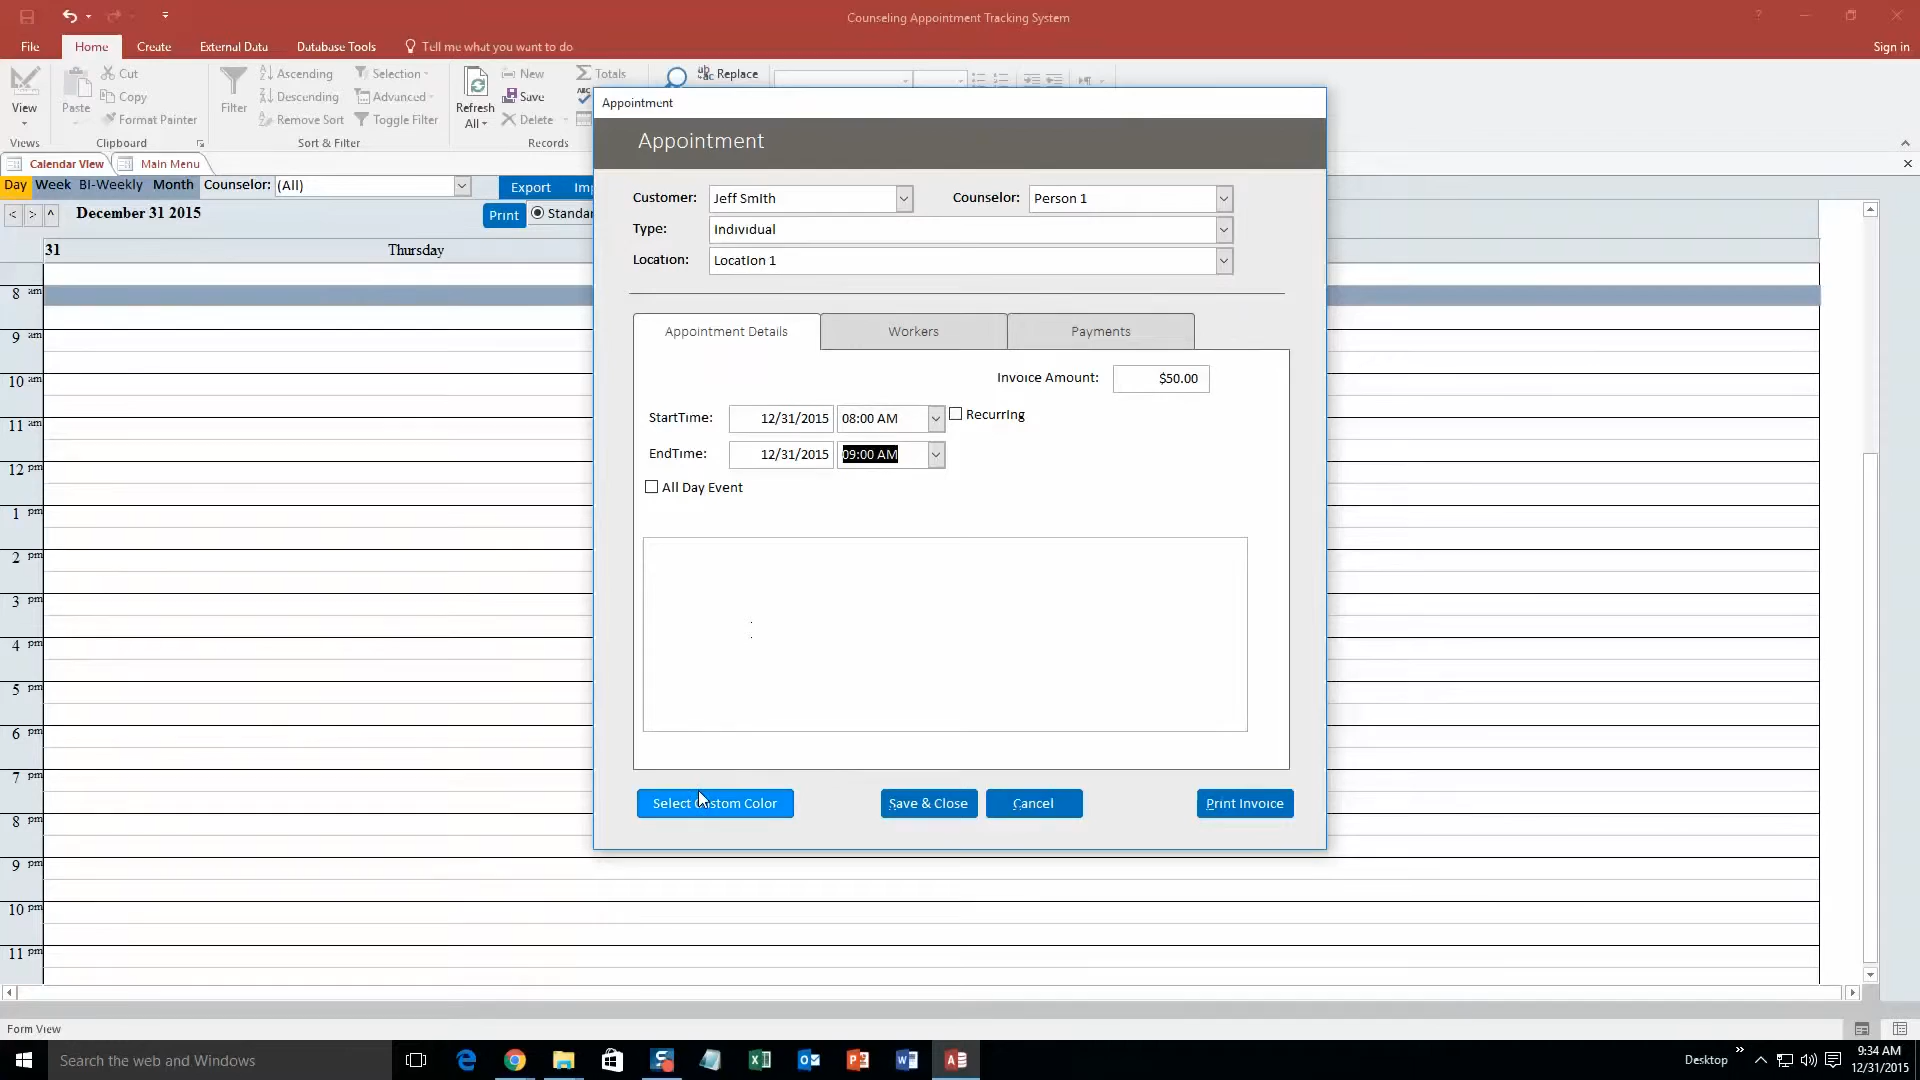 Counseling Appointment Tracking System
File Home Create External Data Database Tools Tell me what you want to do Sign in
View
Views
Paste
Cut
Copy
Format Painter
Clipboard
Filter
Ascending
Descending
Remove Sort
Selection
Advanced
Toggle Filter
Sort & Filter
Refresh
All
New
Save
Delete
Records
Totals
Replace
Calendar View Main Menu
Day Week BI-Weekly Month Counselor: (All) Export
< > ^ December 31 2015 Print
31 Thursday
8 am
9 am
10 am
11 am
12 pm
1 pm
2 pm
3 pm
4 pm
5 pm
6 pm
7 pm
8 pm
9 pm
10 pm
11 pm
Appointment
Appointment
Customer: Jeff Smith Counselor: Person 1
Type: Individual
Location: Location 1
Appointment Details Workers Payments
Invoice Amount: $50.00
StartTime: 12/31/2015 08:00 AM Recurring
EndTime: 12/31/2015 09:00 AM
All Day Event
Select Custom Color Save & Close Cancel Print Invoice
Form View
Search the web and Windows
Desktop
9:34 AM
12/31/2015